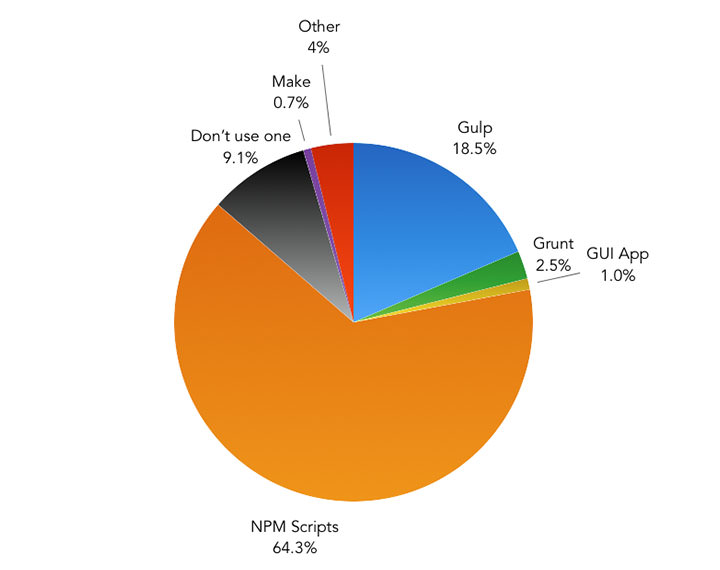 Other
4%
Make
0.7%
Don’t use one
9.1%
Gulp
18.5%
Grunt
2.5%
GUI App
1.0%
NPM Scripts
64.3%